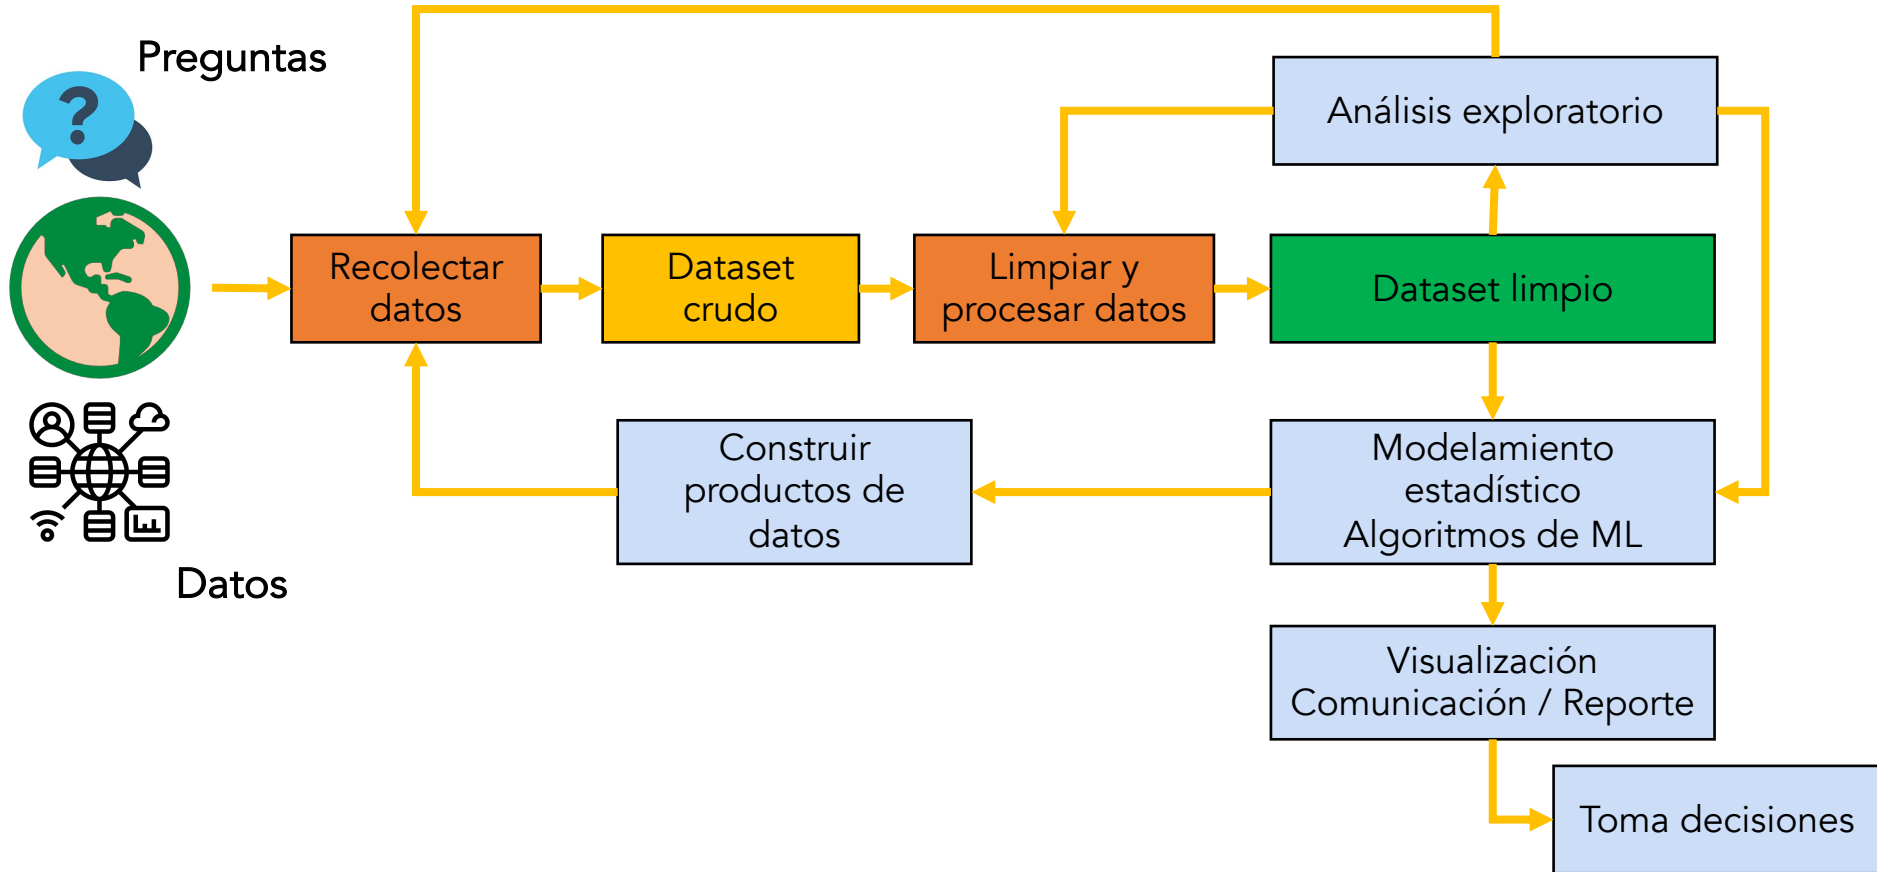 Preguntas
?
Análisis exploratorio
Recolectar
datos
Dataset
crudo
Limpiar y
procesar datos
Dataset limpio
Construir
productos de
datos
Modelamiento
estadístico
Algoritmos de ML
Datos
Visualización
Comunicación / Reporte
Toma decisiones